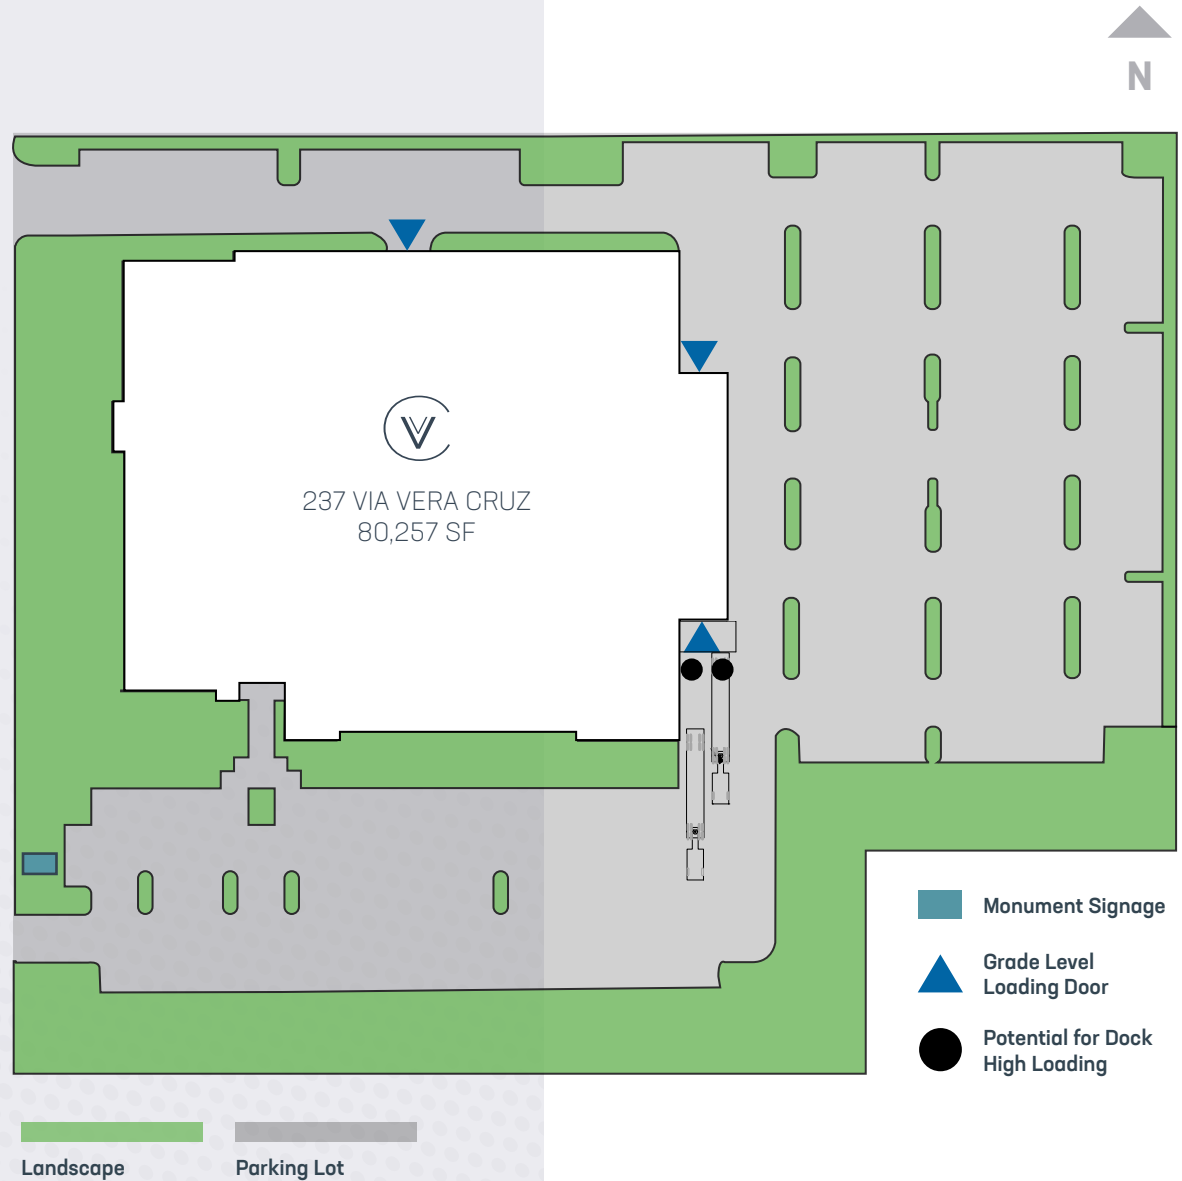 N
237 VIA VERA CRUZ
80,257 SF
Monument Signage
Grade Level
Loading Door
Potential for Dock
High Loading
Landscape
Parking Lot